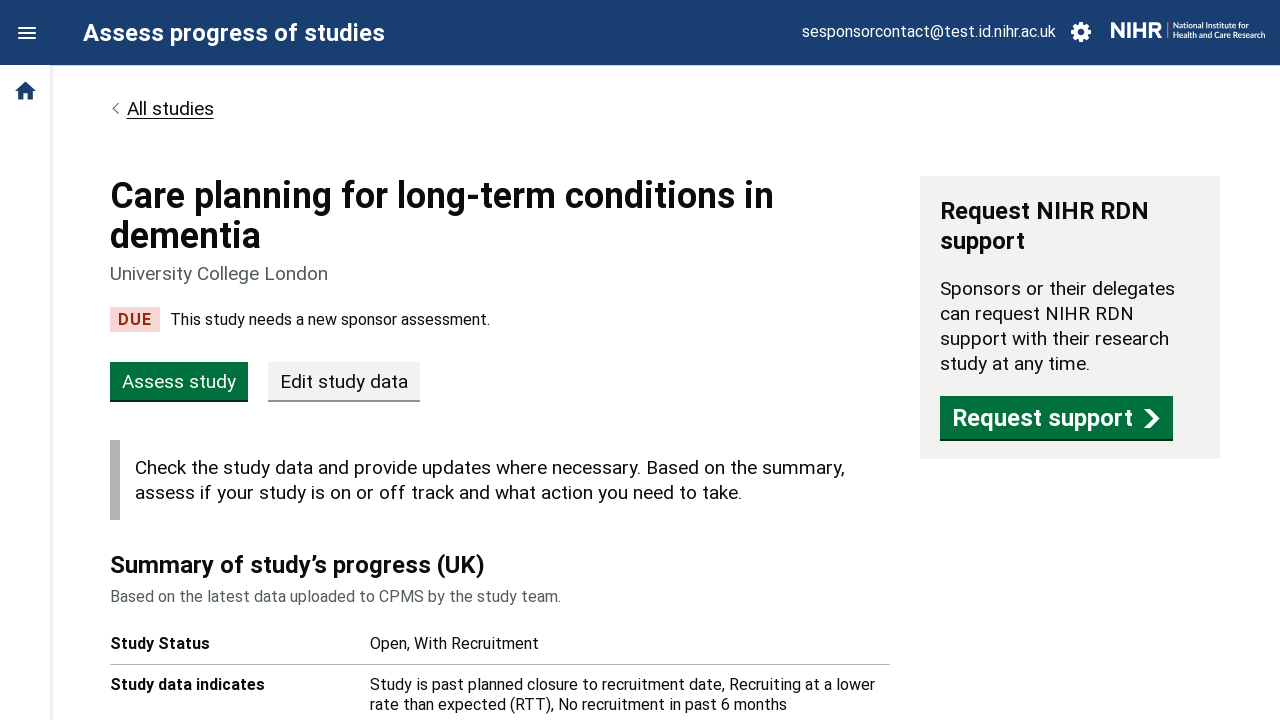 Assess progress of studies
sesponsorcontact@test.id.nihr.ac.uk
NIHR | National Institute for
Health and Care Research
All studies
Care planning for long-term conditions in
dementia
University College London
DUE This study needs a new sponsor assessment.
Assess study
Edit study data
Check the study data and provide updates where necessary. Based on the summary,
assess if your study is on or off track and what action you need to take.
Summary of study’s progress (UK)
Based on the latest data uploaded to CPMS by the study team.
Study Status Open, With Recruitment
Study data indicates Study is past planned closure to recruitment date, Recruiting at a lower
rate than expected (RTT), No recruitment in past 6 months
Request NIHR RDN
support
Sponsors or their delegates
can request NIHR RDN
support with their research
study at any time.
Request support